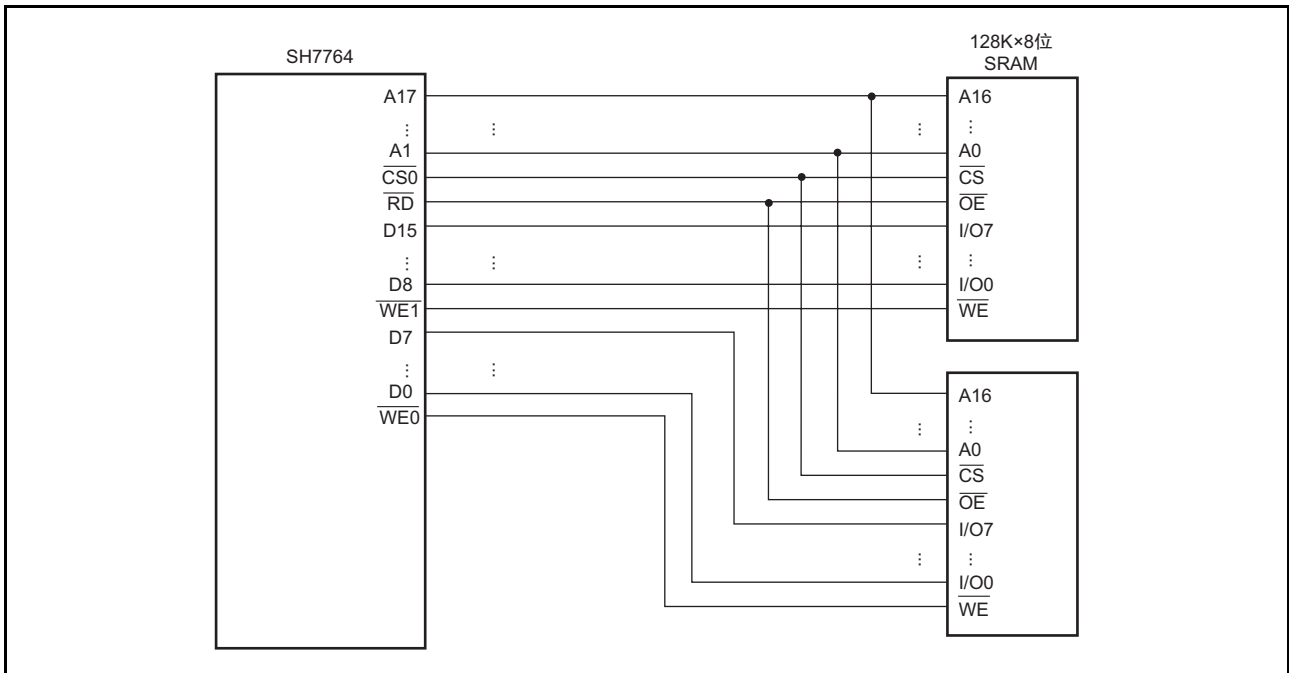 SH7764
A17
⋮
A1
CS0
RD
D15
⋮
D8
WE1
D7
⋮
D0
WE0
⋮
⋮
⋮
⋮
⋮
⋮
⋮
128K×8位
SRAM
A16
⋮
A0
CS
OE
I/O7
⋮
I/O0
WE
A16
⋮
A0
CS
OE
I/O7
⋮
I/O0
WE